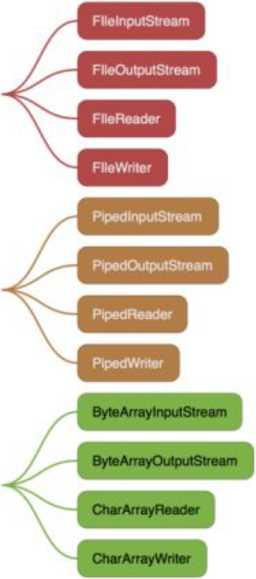 FIleInputStream
FIleOutputStream
FIleReader
FIleWriter
PipedInputStream
PipedOutputStream
PipedReader
PipedWriter
ByteArrayInputStream
ByteArrayOutputStream
CharArrayReader
CharArrayWriter